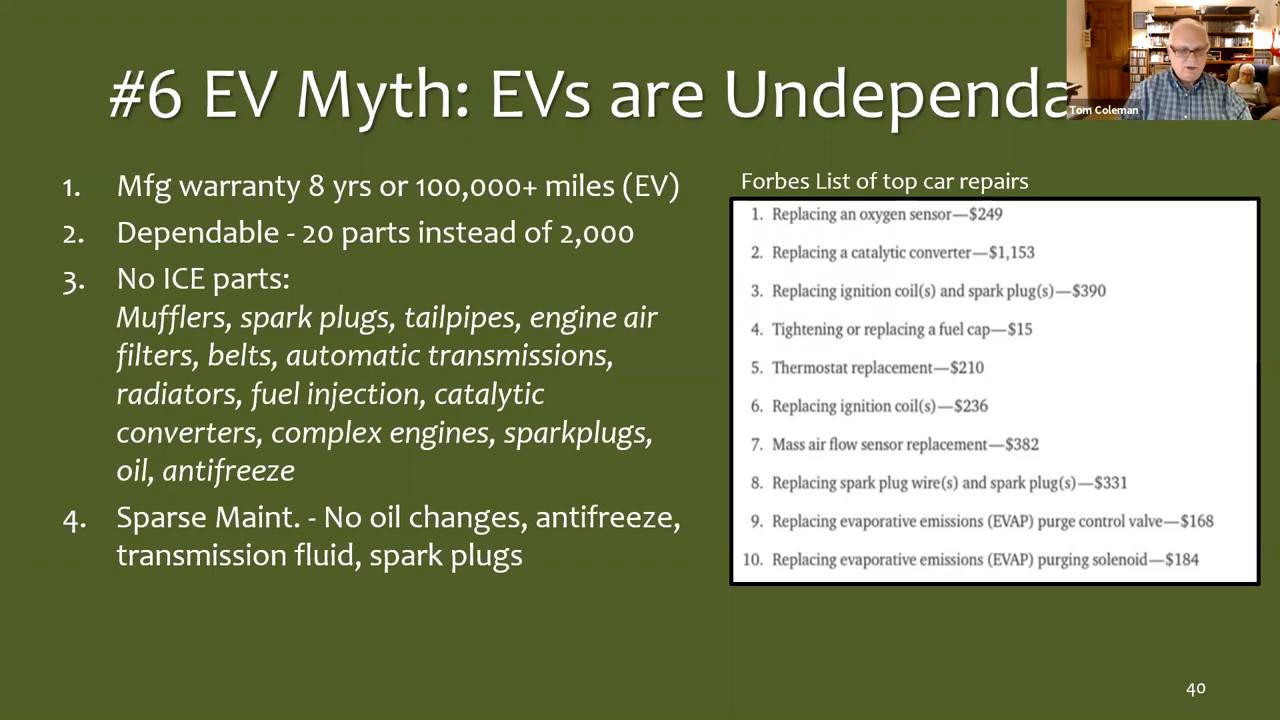 #6 EV Myth: EVs are Undependa
Tom Coleman
1. Mfg warranty 8 yrs or 100,000+ miles (EV)
2. Dependable - 20 parts instead of 2,000
3. No ICE parts:
Mufflers, spark plugs, tailpipes, engine air
filters, belts, automatic transmissions,
radiators, fuel injection, catalytic
converters, complex engines, sparkplugs,
oil, antifreeze
4. Sparse Maint. - No oil changes, antifreeze,
transmission fluid, spark plugs
Forbes List of top car repairs
1. Replacing an oxygen sensor—$249
2. Replacing a catalytic converter—$1,153
3. Replacing ignition coil(s) and spark plug(s)—$390
4. Tightening or replacing a fuel cap—$15
5. Thermostat replacement—$210
6. Replacing ignition coil(s)—$236
7. Mass air flow sensor replacement—$382
8. Replacing spark plug wire(s) and spark plug(s)—$331
9. Replacing evaporative emissions (EVAP) purge control valve—$168
10. Replacing evaporative emissions (EVAP) purging solenoid—$184
40